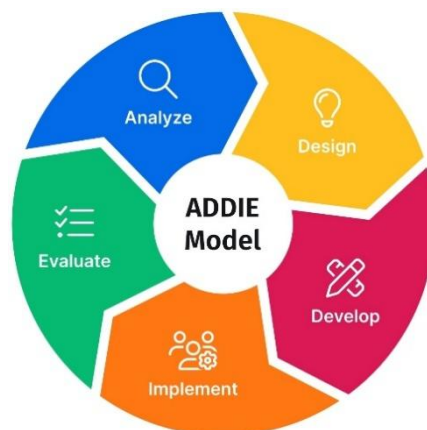 ADDIE
Model
Analyze
Design
Develop
Implement
Evaluate